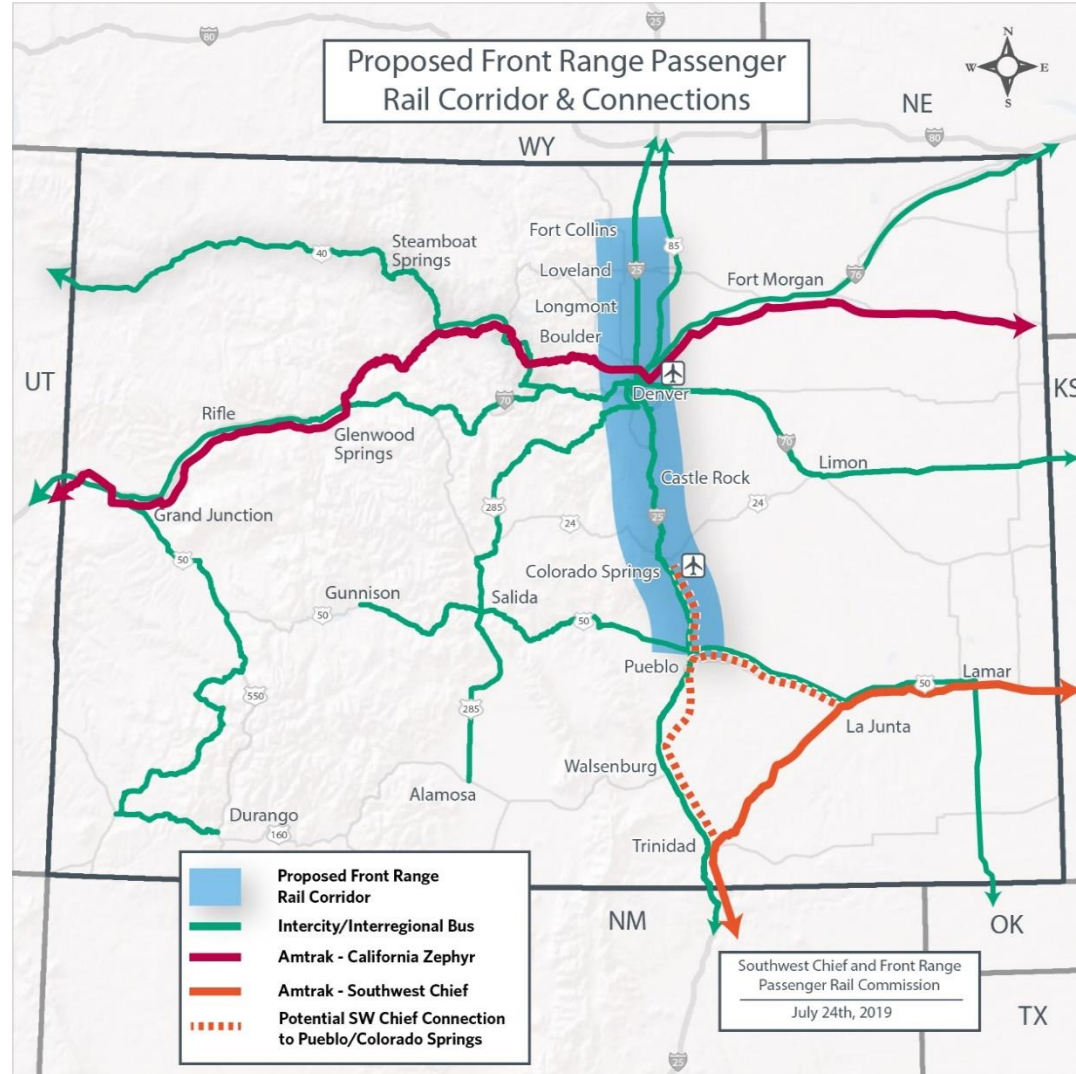 80
25
Proposed Front Range Passenger
Rail Corridor & Connections
N
W E
S
NE
80
WY
Fort Collins
Steamboat
Springs
40
85
Loveland
25
76
Fort Morgan
Longmont
Boulder
UT
KS
Denver
70
Rifle
Glenwood
Springs
70
Limon
Castle Rock
285
24
24
25
Grand Junction
50
Colorado Springs
Gunnison
Salida
50
50
Pueblo
Lamar
50
550
285
La Junta
Walsenburg
Alamosa
Durango
160
Trinidad
Proposed Front Range
Rail Corridor
Intercity/Interregional Bus
Amtrak - California Zephyr
Amtrak - Southwest Chief
Potential SW Chief Connection
to Pueblo/Colorado Springs
NM
OK
Southwest Chief and Front Range
Passenger Rail Commission
July 24th, 2019
TX
25